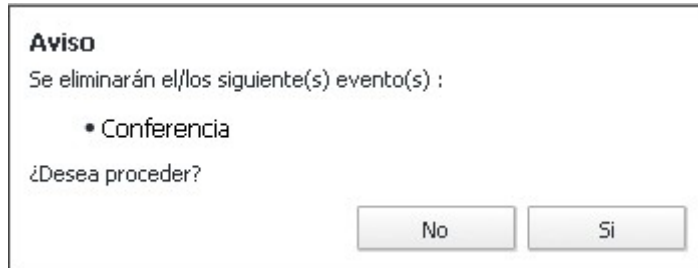 Aviso
Se eliminarán el/los siguiente(s) evento(s) :
• Conferencia
¿Desea proceder?
No Si